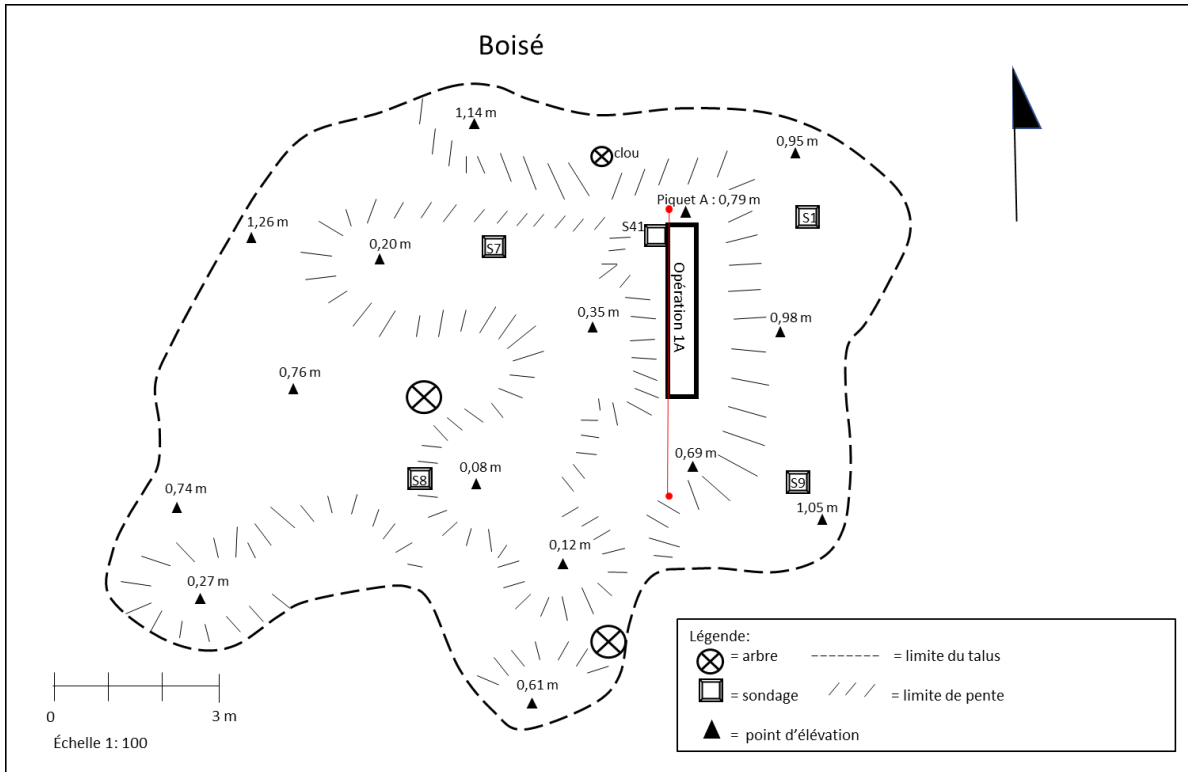 Boisé
1,14 m
clou
0,95 m
Piquet A : 0,79 m
S1
1,26 m
S41
S7
0,20 m
Opération 1A
0,35 m
0,98 m
0,76 m
0,69 m
S8
0,08 m
S9
0,74 m
1,05 m
0,12 m
0,27 m
0,61 m
0
3 m
Échelle 1: 100
Légende:
= arbre
= limite du talus
= sondage
= limite de pente
= point d’élévation